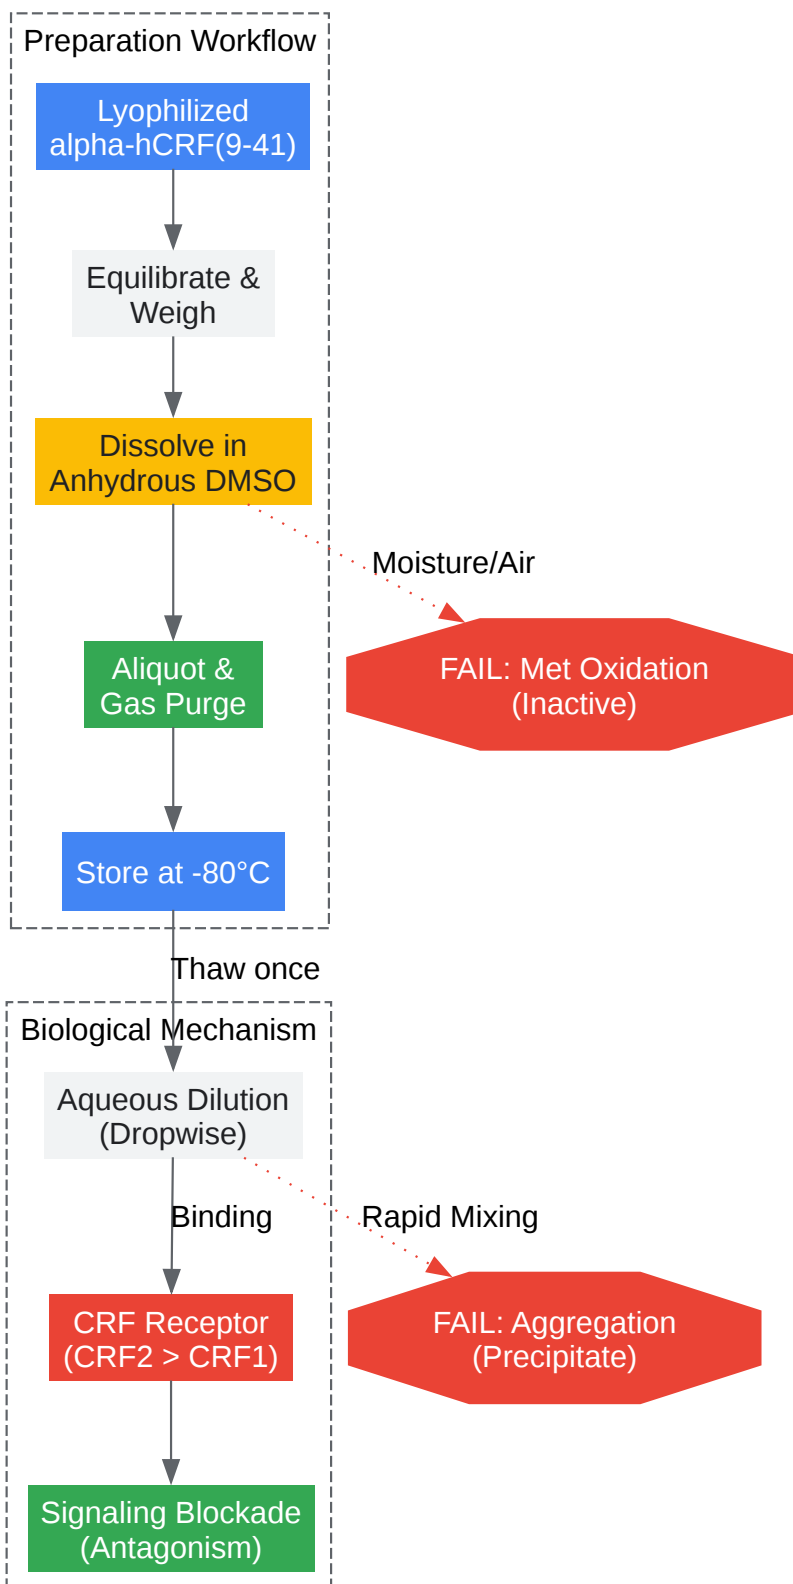 Preparation Workflow
Lyophilized
alpha-hCRF(9-41)
Equilibrate &
Weigh
Dissolve in
Anhydrous DMSO
Moisture/Air
Aliquot &
Gas Purge
FAIL: Met Oxidation
(Inactive)
Store at -80°C
Thaw once
Biological Mechanism
Aqueous Dilution
(Dropwise)
Binding
Rapid Mixing
CRF Receptor
(CRF2 > CRF1)
FAIL: Aggregation
(Precipitate)
Signaling Blockade
(Antagonism)